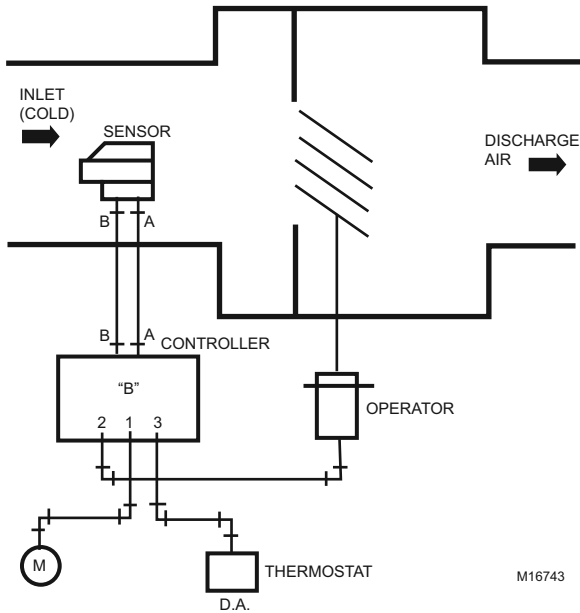 INLET
(COLD)
SENSOR
DISCHARGE
AIR
B A
B A
CONTROLLER
“B”
2 1 3
OPERATOR
M
THERMOSTAT
D.A.
M16743